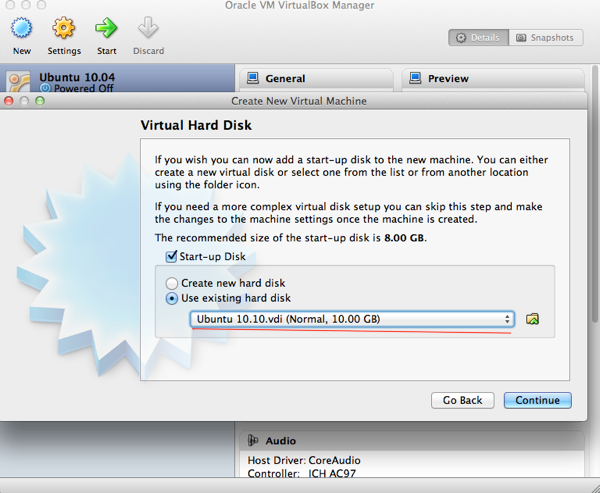 Oracle VM VirtualBox Manager
New
Settings
Start
Discard
Details
Snapshots
Ubuntu 10.04
Powered Off
General
Preview
Create New Virtual Machine
Virtual Hard Disk
If you wish you can now add a start-up disk to the new machine. You can either
create a new virtual disk or select one from the list or from another location
using the folder icon.
If you need a more complex virtual disk setup you can skip this step and make
the changes to the machine settings once the machine is created.
The recommended size of the start-up disk is 8.00 GB.
Start-up Disk
Create new hard disk
Use existing hard disk
Ubuntu 10.10.vdi (Normal, 10.00 GB)
Go Back
Continue
Audio
Host Driver: CoreAudio
Controller: ICH AC97